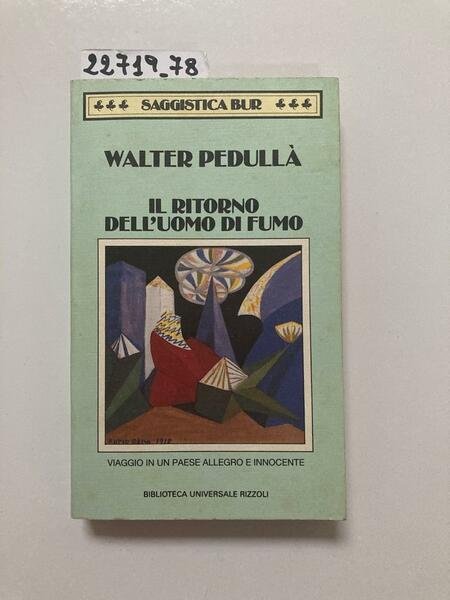 22719_78
SAGGISTICA BUR
WALTER PEDULLÀ
IL RITORNO
DELL'UOMO DI FUMO
1918
VIAGGIO IN UN PAESE ALLEGRO E INNOCENTE
BIBLIOTECA UNIVERSALE RIZZOLI